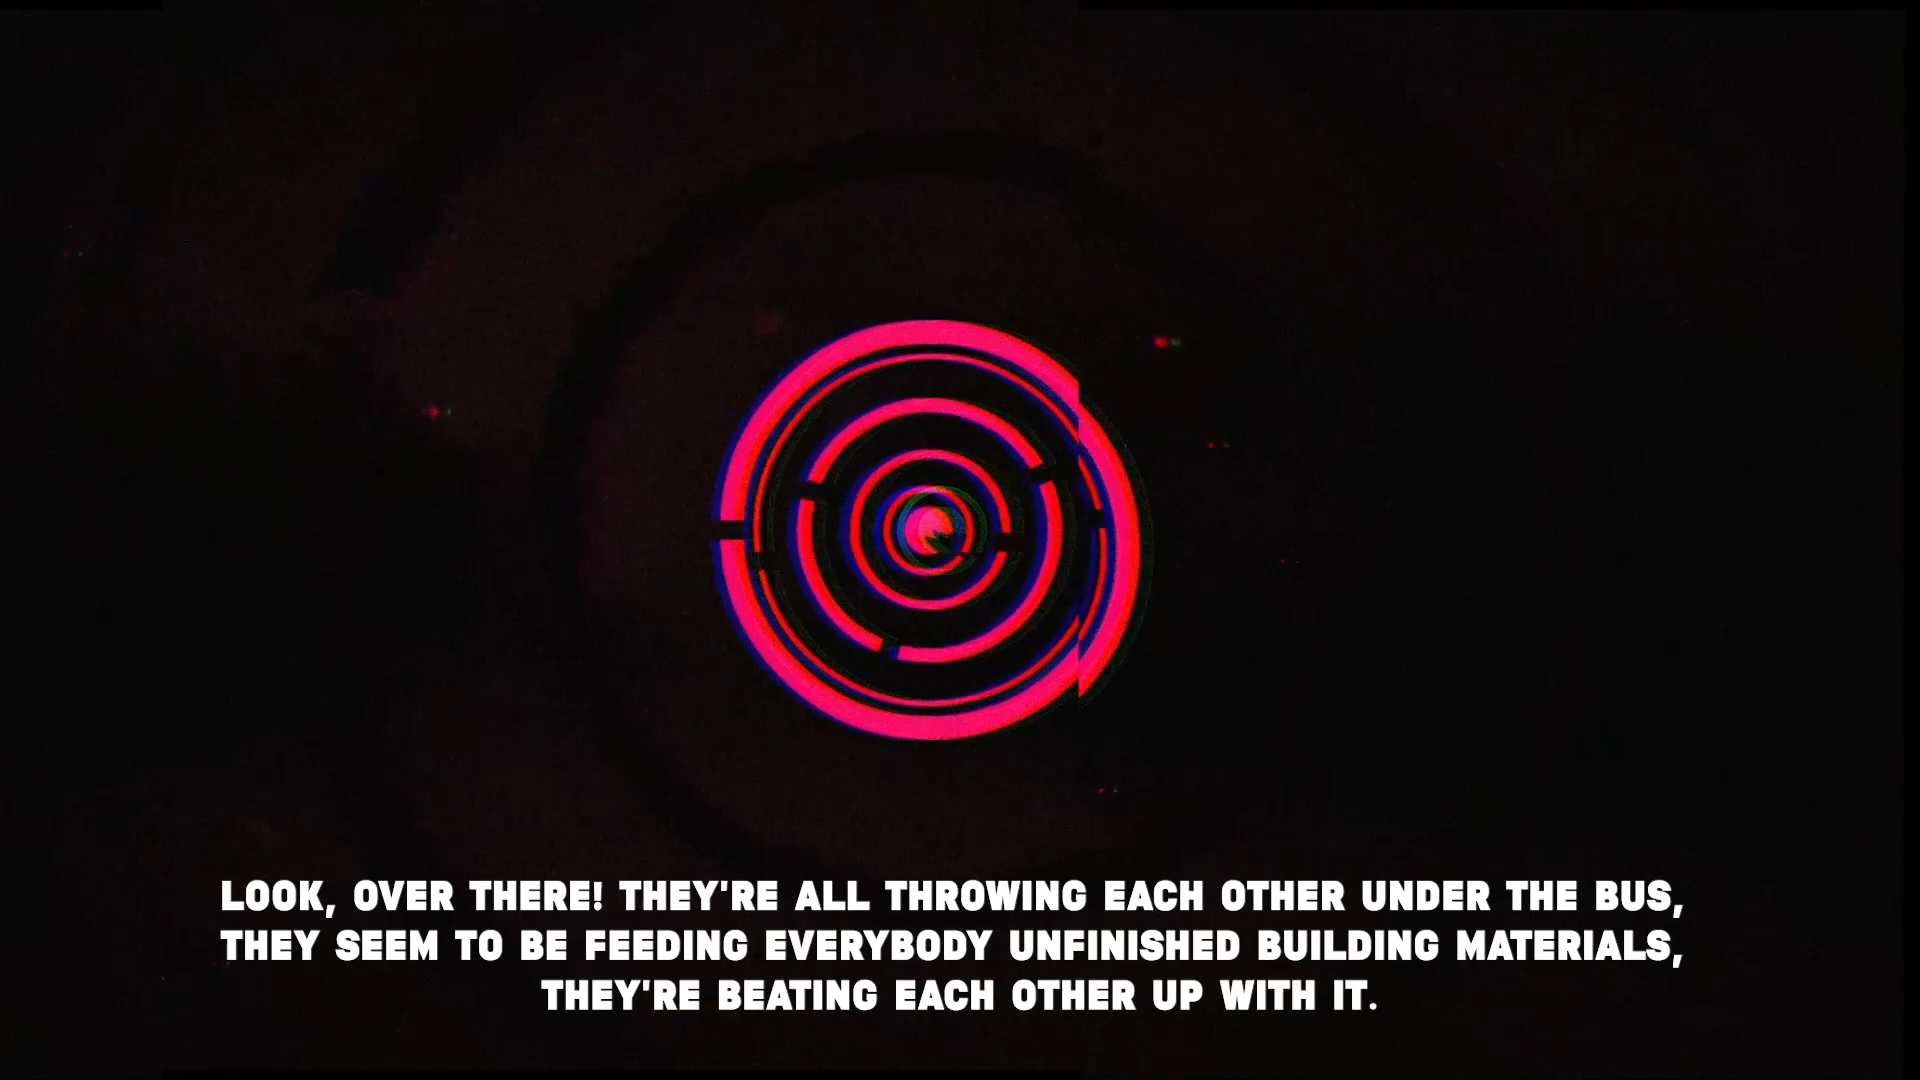 LOOK, OVER THERE! THEY'RE ALL THROWING EACH OTHER UNDER THE BUS,
THEY SEEM TO BE FEEDING EVERYBODY UNFINISHED BUILDING MATERIALS,
THEY'RE BEATING EACH OTHER UP WITH IT.